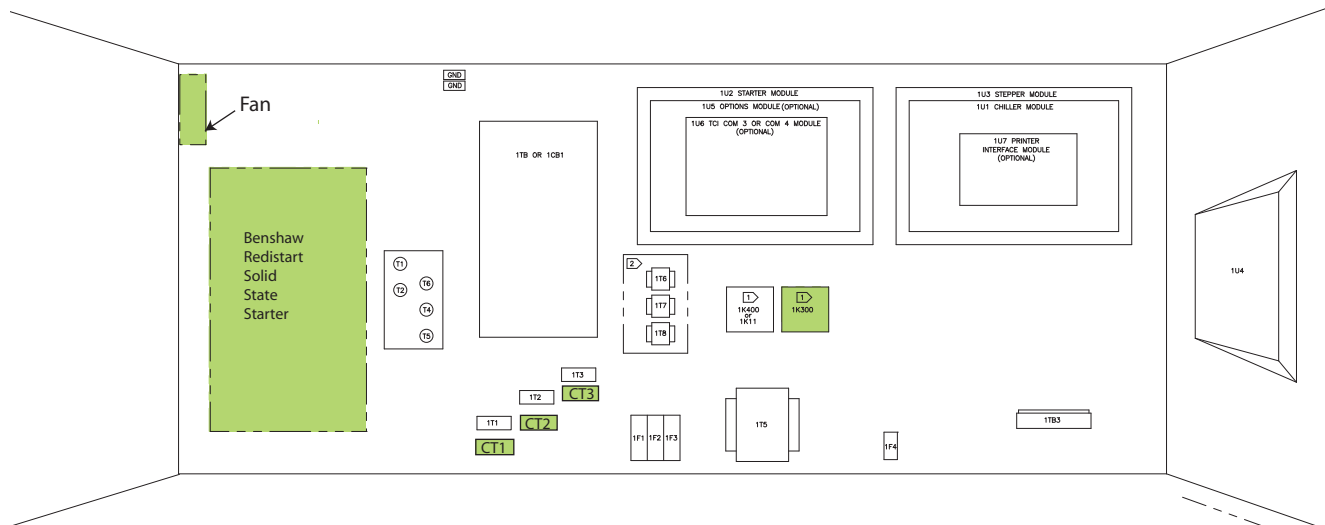 GND
GND
Fan
1U2 STARTER MODULE
1U5 OPTIONS MODULE (OPTIONAL)
1U6 TCI COM 3 OR COM 4 MODULE
(OPTIONAL)
1U3 STEPPER MODULE
1U1 CHILLER MODULE
1U7 PRINTER
INTERFACE MODULE
(OPTIONAL)
1TB OR 1CB1
Benshaw
Redistart
Solid
State
Starter
T1
T2
T6
T4
T5
2
1T6
1T7
1T8
1
1K400
or
1K11
1
1K300
1U4
1T3
CT3
1T2
CT2
1T1
CT1
1F1
1F2
1F3
1T5
1F4
1TB3